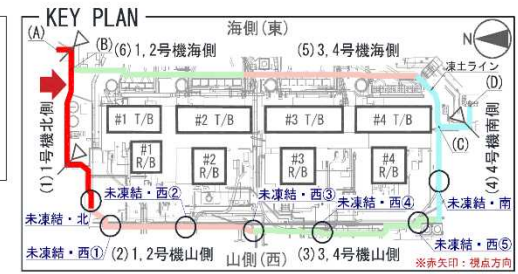 KEY PLAN
海側(東)
N
(A)
(B)
(6) 1, 2号機海側
(5) 3, 4号機海側
凍土ライン
(D)
(1) 1号機北側
#1 T/B
#2 T/B
#3 T/B
#4 T/B
(C)
(4) 4号機南側
#1
R/B
#2
R/B
#3
R/B
#4
R/B
未凍結・北
未凍結・西②
未凍結・西③
未凍結・西④
未凍結・南
未凍結・西①
(2) 1, 2号機山側
山側(西)
(3) 3, 4号機山側
未凍結・西⑤
※赤矢印：視点方向